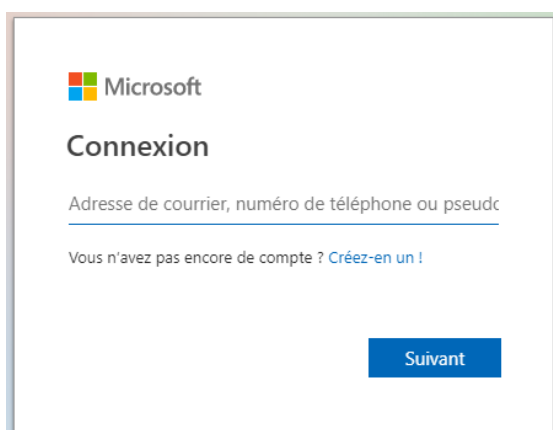 Microsoft
Connexion
Adresse de courrier, numéro de téléphone ou pseudo
Vous n'avez pas encore de compte ? Créez-en un !
Suivant